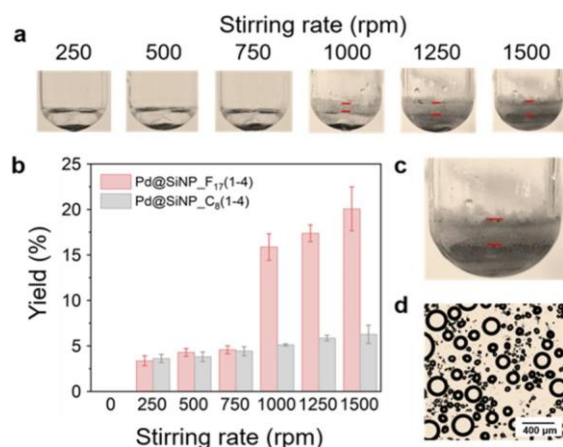 Stirring rate (rpm)
a
250 500 750 1000 1250 1500
b
25
20
15
10
5
0
Yield (%)
Pd@SiNP_F₁₇(1-4)
Pd@SiNP_C₈(1-4)
0 250 500 750 1000 1250 1500
Stirring rate (rpm)
c
d
400 μm